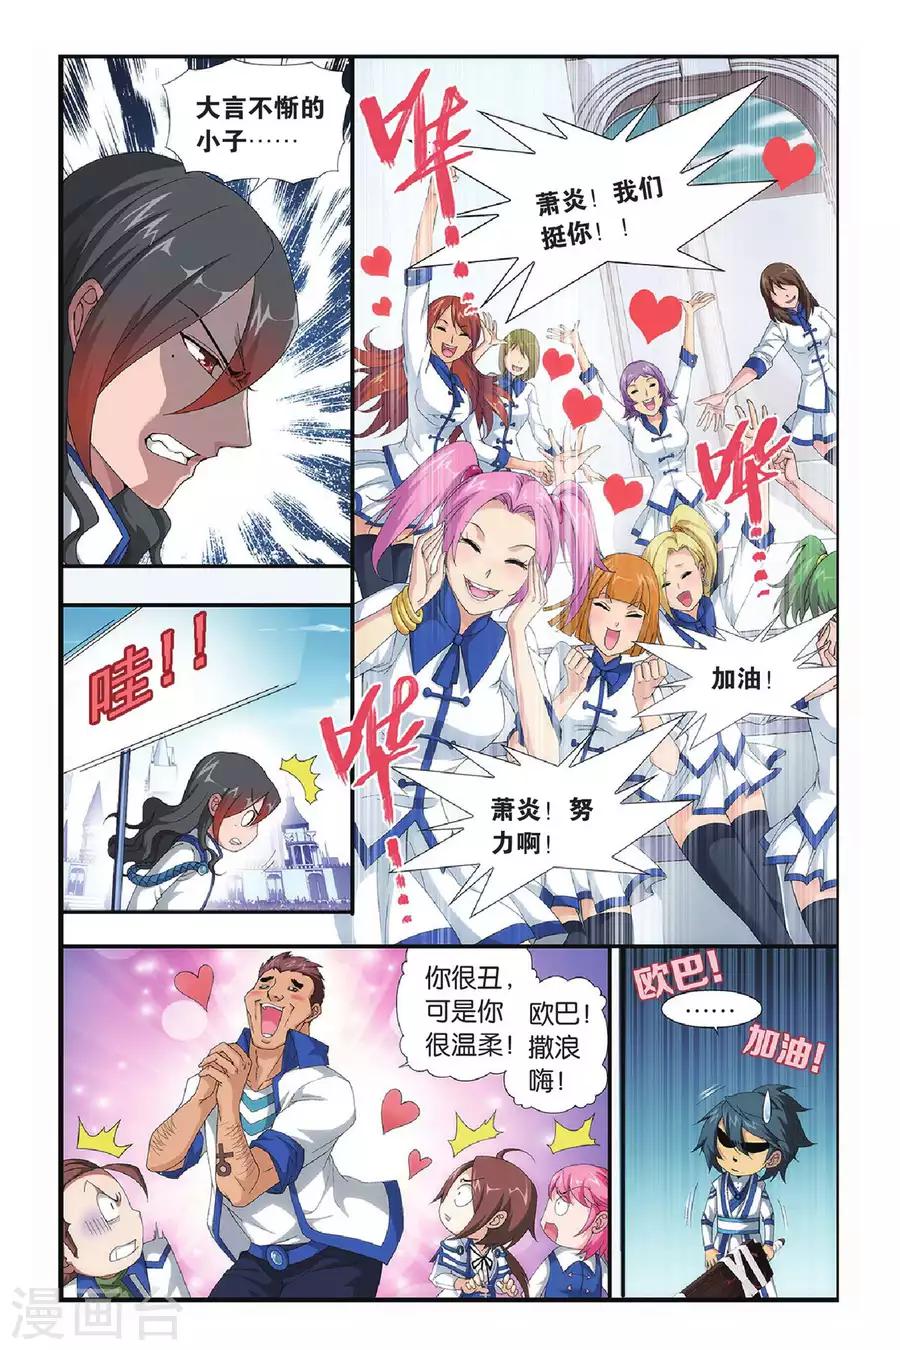 大言不惭的
小子……
哗!
萧炎!我们
挺你!!
哗!
加油!
哇!!
哗!
萧炎!努
力啊!
你很丑，
可是你
很温柔!
欧巴!
撒浪
嗨!
欧巴!
……
加油!
漫画台